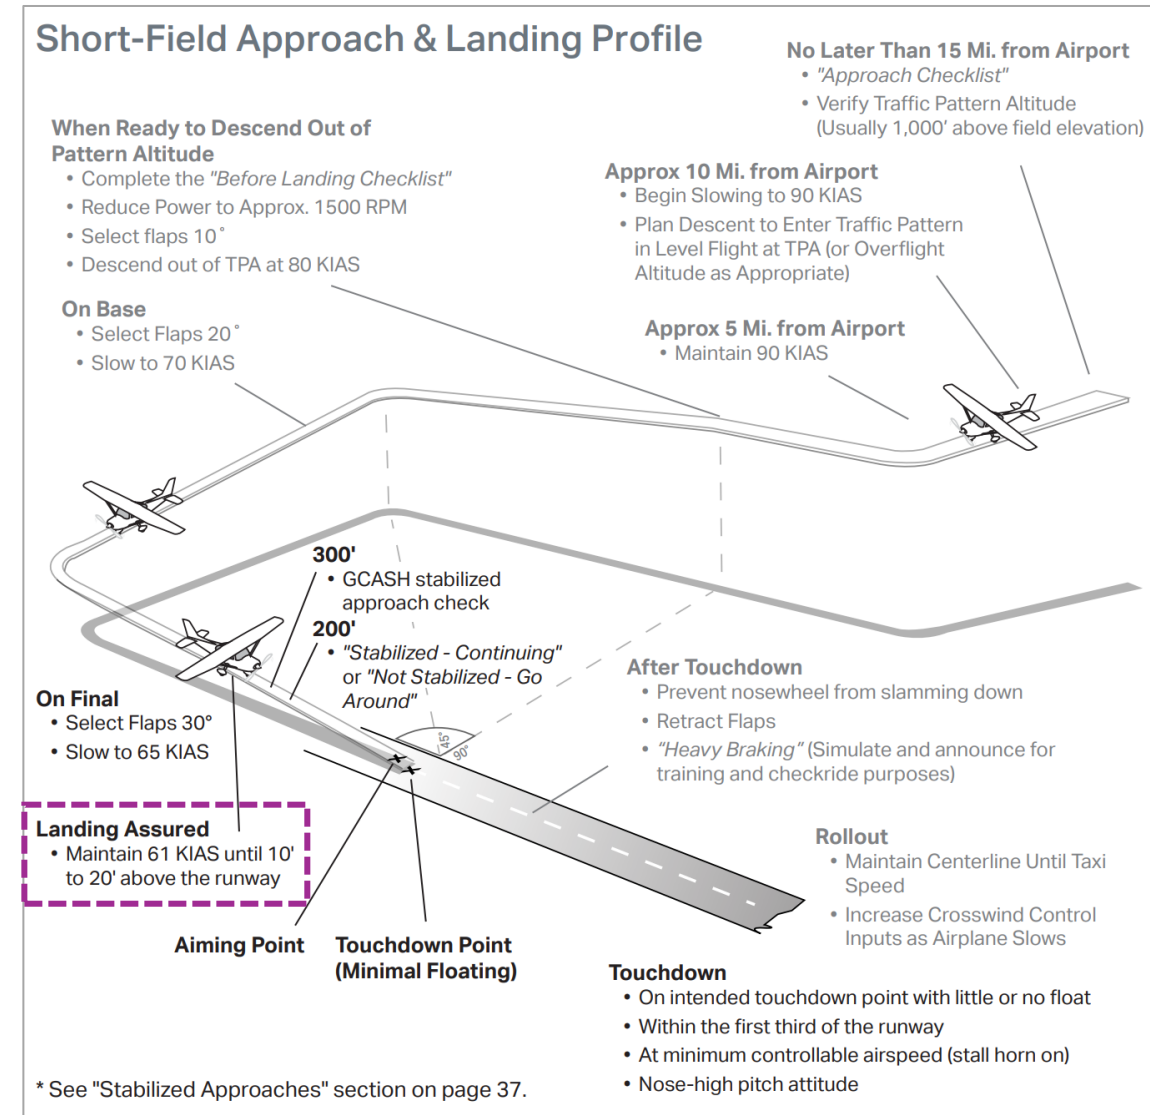 Short-Field Approach & Landing Profile
No Later Than 15 Mi. from Airport
• "Approach Checklist"
• Verify Traffic Pattern Altitude
(Usually 1,000' above field elevation)
When Ready to Descend Out of
Pattern Altitude
• Complete the "Before Landing Checklist"
• Reduce Power to Approx. 1500 RPM
• Select flaps 10˚
• Descend out of TPA at 80 KIAS
Approx 10 Mi. from Airport
• Begin Slowing to 90 KIAS
• Plan Descent to Enter Traffic Pattern
in Level Flight at TPA (or Overflight
Altitude as Appropriate)
On Base
• Select Flaps 20˚
• Slow to 70 KIAS
Approx 5 Mi. from Airport
• Maintain 90 KIAS
300'
• GCASH stabilized
approach check
200'
• "Stabilized - Continuing"
or "Not Stabilized - Go
Around"
On Final
• Select Flaps 30°
• Slow to 65 KIAS
45°
90°
After Touchdown
• Prevent nosewheel from slamming down
• Retract Flaps
• “Heavy Braking” (Simulate and announce for
training and checkride purposes)
Landing Assured
• Maintain 61 KIAS until 10'
to 20' above the runway
Rollout
• Maintain Centerline Until Taxi
Speed
• Increase Crosswind Control
Inputs as Airplane Slows
Aiming Point
Touchdown Point
(Minimal Floating)
Touchdown
• On intended touchdown point with little or no float
• Within the first third of the runway
• At minimum controllable airspeed (stall horn on)
• Nose-high pitch attitude
* See "Stabilized Approaches" section on page 37.